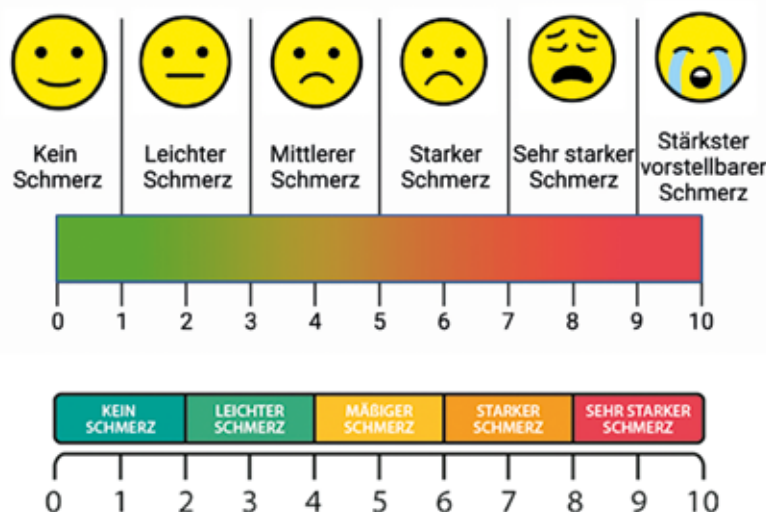 Kein
Schmerz
Leichter
Schmerz
Mittlerer
Schmerz
Starker
Schmerz
Sehr starker
Schmerz
Stärkster
vorstellbarer
Schmerz
0 1 2 3 4 5 6 7 8 9 10
KEIN
SCHMERZ
LEICHTER
SCHMERZ
MÄßIGER
SCHMERZ
STARKER
SCHMERZ
SEHR STARKER
SCHMERZ
0 1 2 3 4 5 6 7 8 9 10